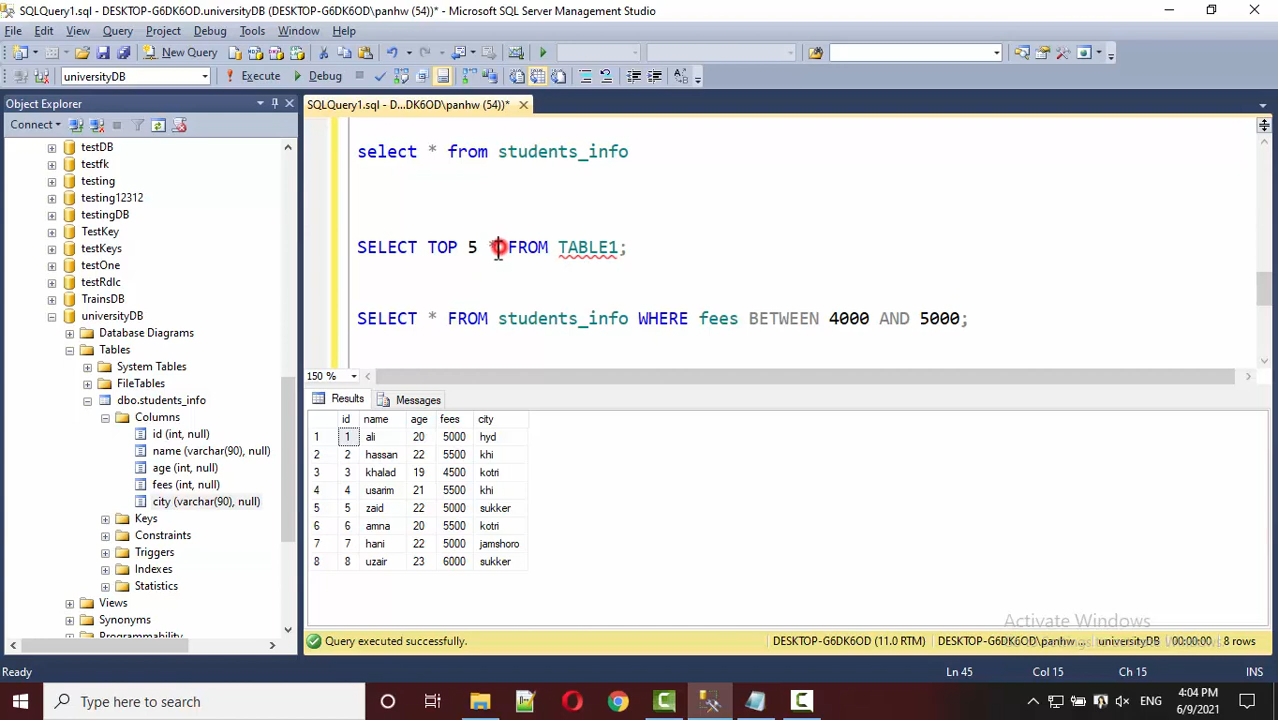 SQLQuery1.sql - DESKTOP-G6DK6OD.universityDB (DESKTOP-G6DK6OD\panhw (54))* - Microsoft SQL Server Management Studio
File Edit View Query Project Debug Tools Window Help
New Query
universityDB Execute Debug
Object Explorer
SQLQuery1.sql - D...DK6OD\panhw (54))*
Connect
testDB
testfk
testing
testing12312
testingDB
TestKey
testKeys
testOne
testRdlc
TrainsDB
universityDB
Database Diagrams
Tables
System Tables
FileTables
dbo.students_info
Columns
id (int, null)
name (varchar(90), null)
age (int, null)
fees (int, null)
city (varchar(90), null)
Keys
Constraints
Triggers
Indexes
Statistics
Views
Synonyms
Programmability
select * from students_info
SELECT TOP 5 * FROM TABLE1;
SELECT * FROM students_info WHERE fees BETWEEN 4000 AND 5000;
150 %
Results Messages
id name age fees city
1 1 ali 20 5000 hyd
2 2 hassan 22 5500 khi
3 3 khalad 19 4500 kotri
4 4 usarim 21 5500 khi
5 5 zaid 22 5000 sukker
6 6 amna 20 5500 kotri
7 7 hani 22 5000 jamshoro
8 8 uzair 23 6000 sukker
Activate Windows
Query executed successfully. DESKTOP-G6DK6OD (11.0 RTM) DESKTOP-G6DK6OD\panhw ... universityDB 00:00:00 8 rows
Ready Ln 45 Col 15 Ch 15 INS
Type here to search
ENG
4:04 PM
6/9/2021